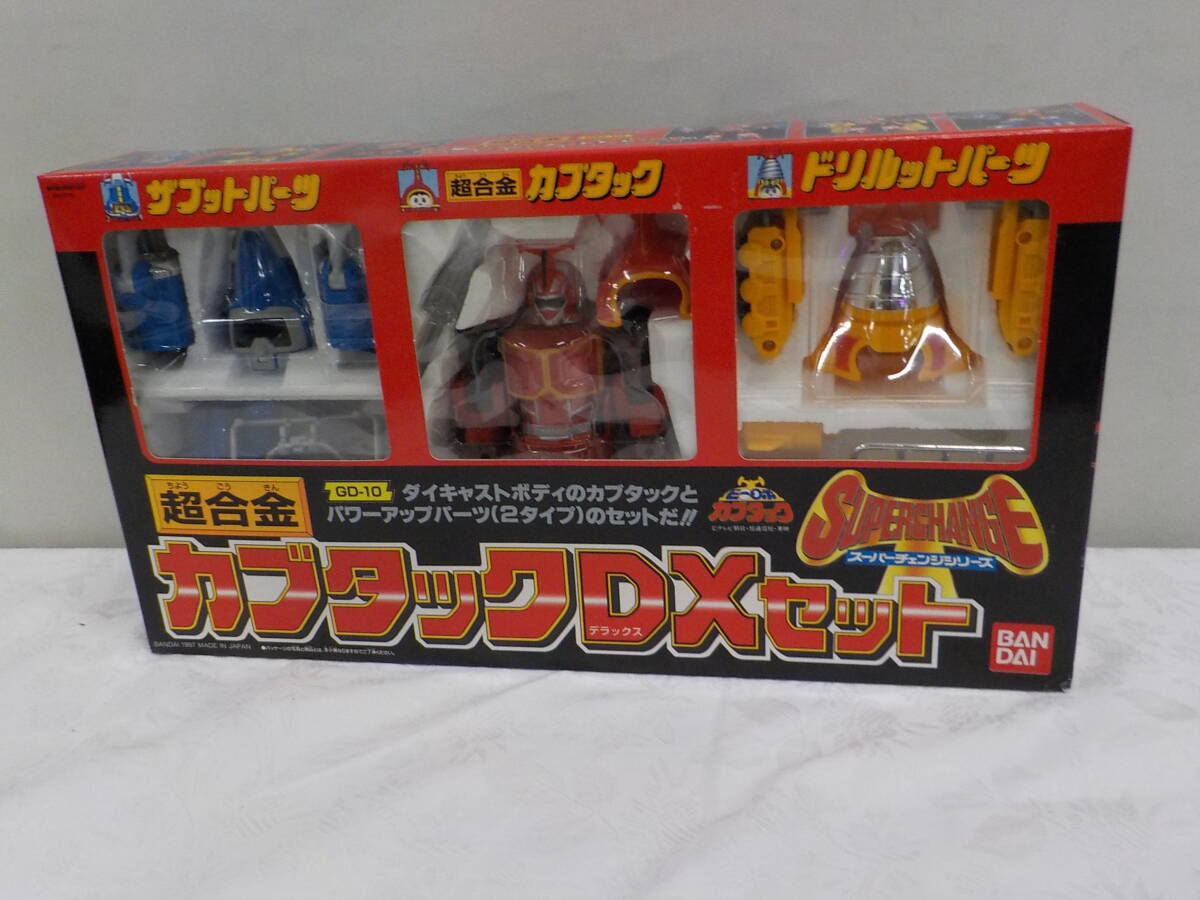 ザブットパーツ
超合金 カブタック
ドリルットパーツ
ちょう ごう きん
超合金
GD-10 ダイキャストボディのカブタックと
パワーアップパーツ(2タイプ)のセットだ!!
ビーロボ
カブタック
SUPERCHANGE
スーパーチェンジシリーズ
カブタックDXセット
デラックス
BANDAI 1997 MADE IN JAPAN
BAN
DAI